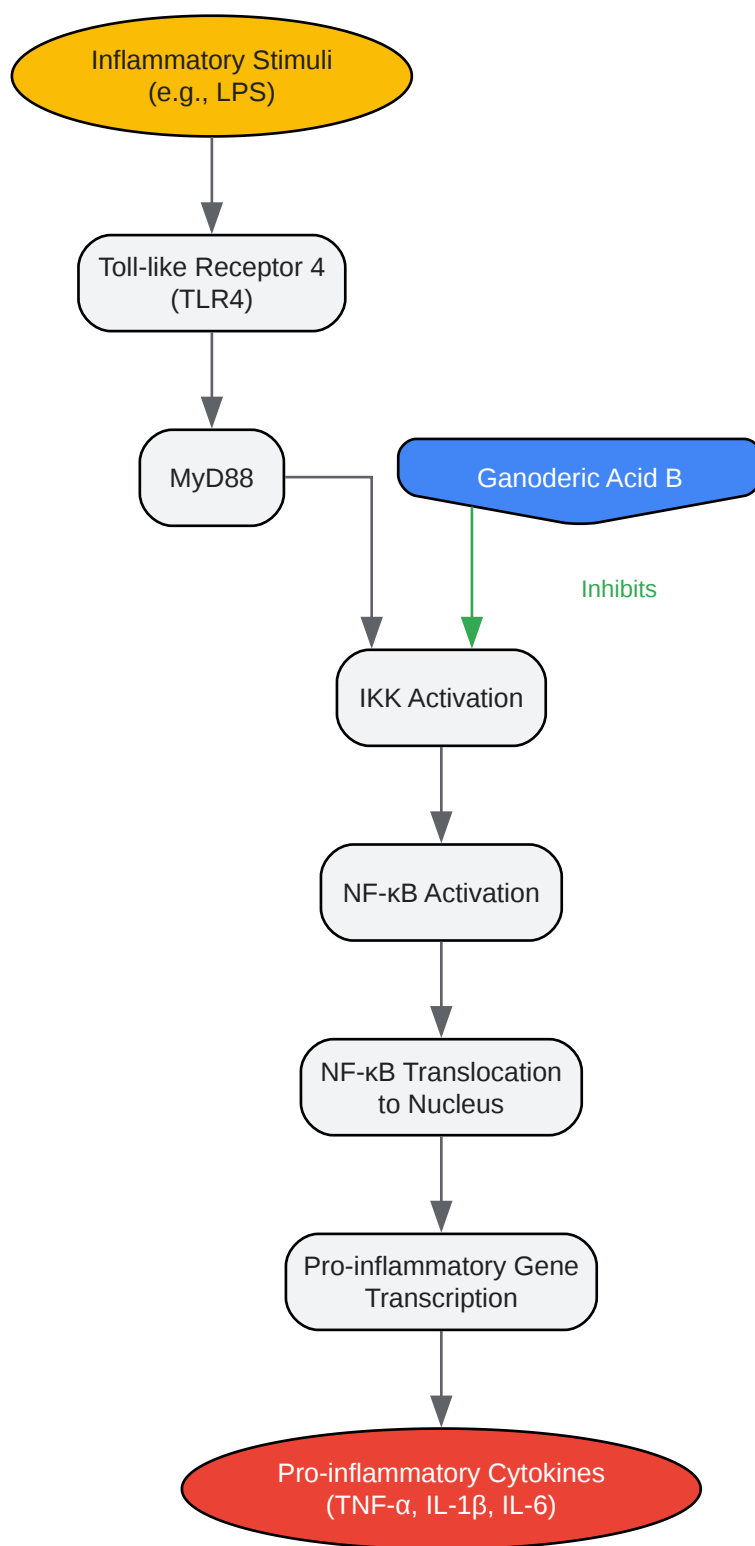 Inflammatory Stimuli
(e.g., LPS)
Toll-like Receptor 4
(TLR4)
MyD88
Ganoderic Acid B
Inhibits
IKK Activation
NF-κB Activation
NF-κB Translocation
to Nucleus
Pro-inflammatory Gene
Transcription
Pro-inflammatory Cytokines
(TNF-α, IL-1β, IL-6)